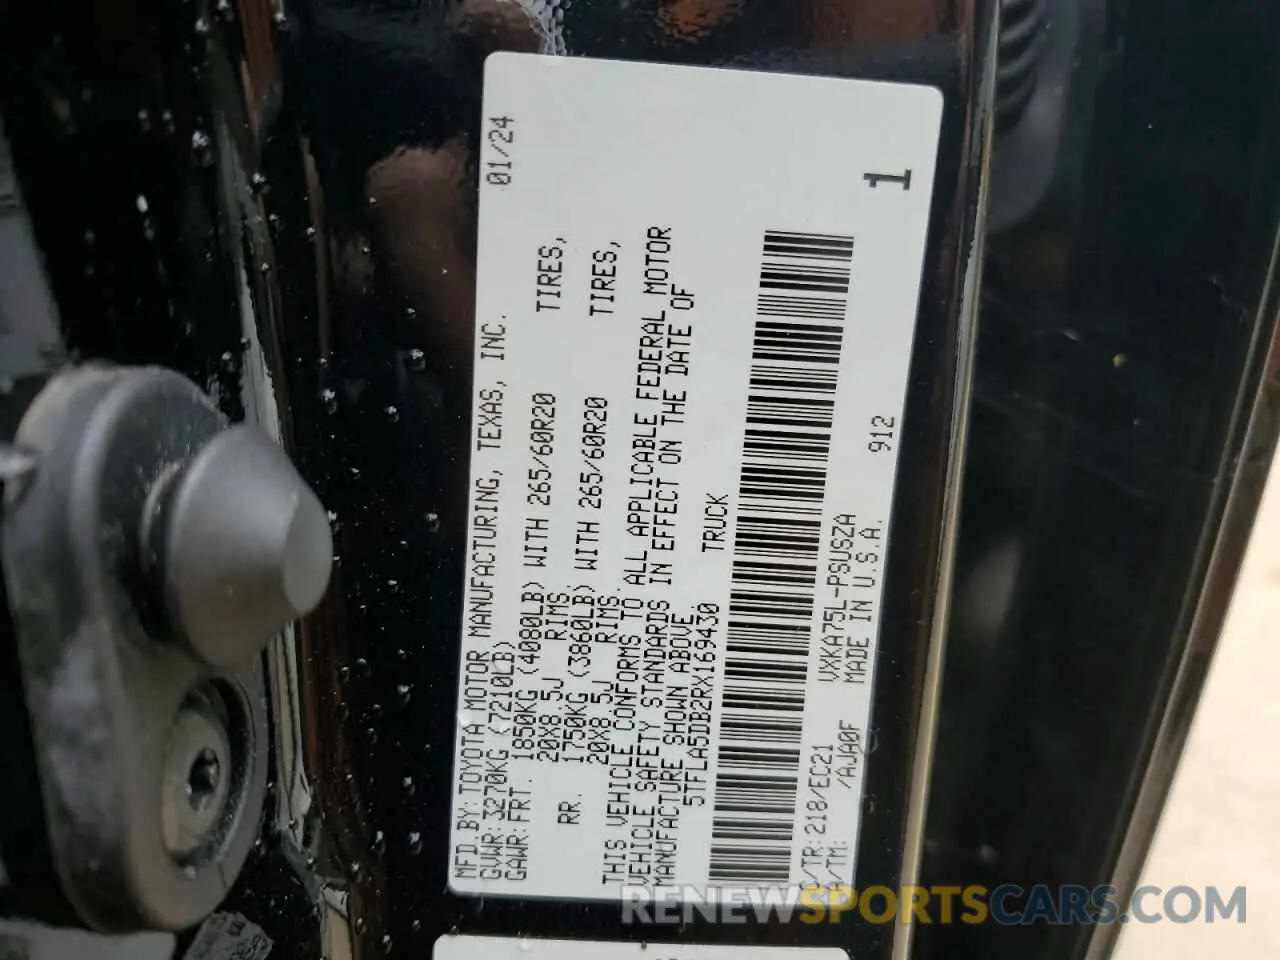 MFD.BY:TOYOTA MOTOR MANUFACTURING, TEXAS, INC. 01/24
GVWR:3270KG (7210LB)
GAWR:FRT. 1850KG (4080LB) WITH 265/60R20 TIRES,
20X8.5J RIMS,
RR. 1750KG (3860LB) WITH 265/60R20 TIRES,
20X8.5J RIMS.
THIS VEHICLE CONFORMS TO ALL APPLICABLE FEDERAL MOTOR
VEHICLE SAFETY STANDARDS IN EFFECT ON THE DATE OF
MANUFACTURE SHOWN ABOVE.
5TFLA5DB2RX169430 TRUCK
1
C/TR:218/EC21 VXKA75L-PSUSZA 912
A/TM: /AJA0F MADE IN U.S.A.
RENEWSPORTSCARS.COM